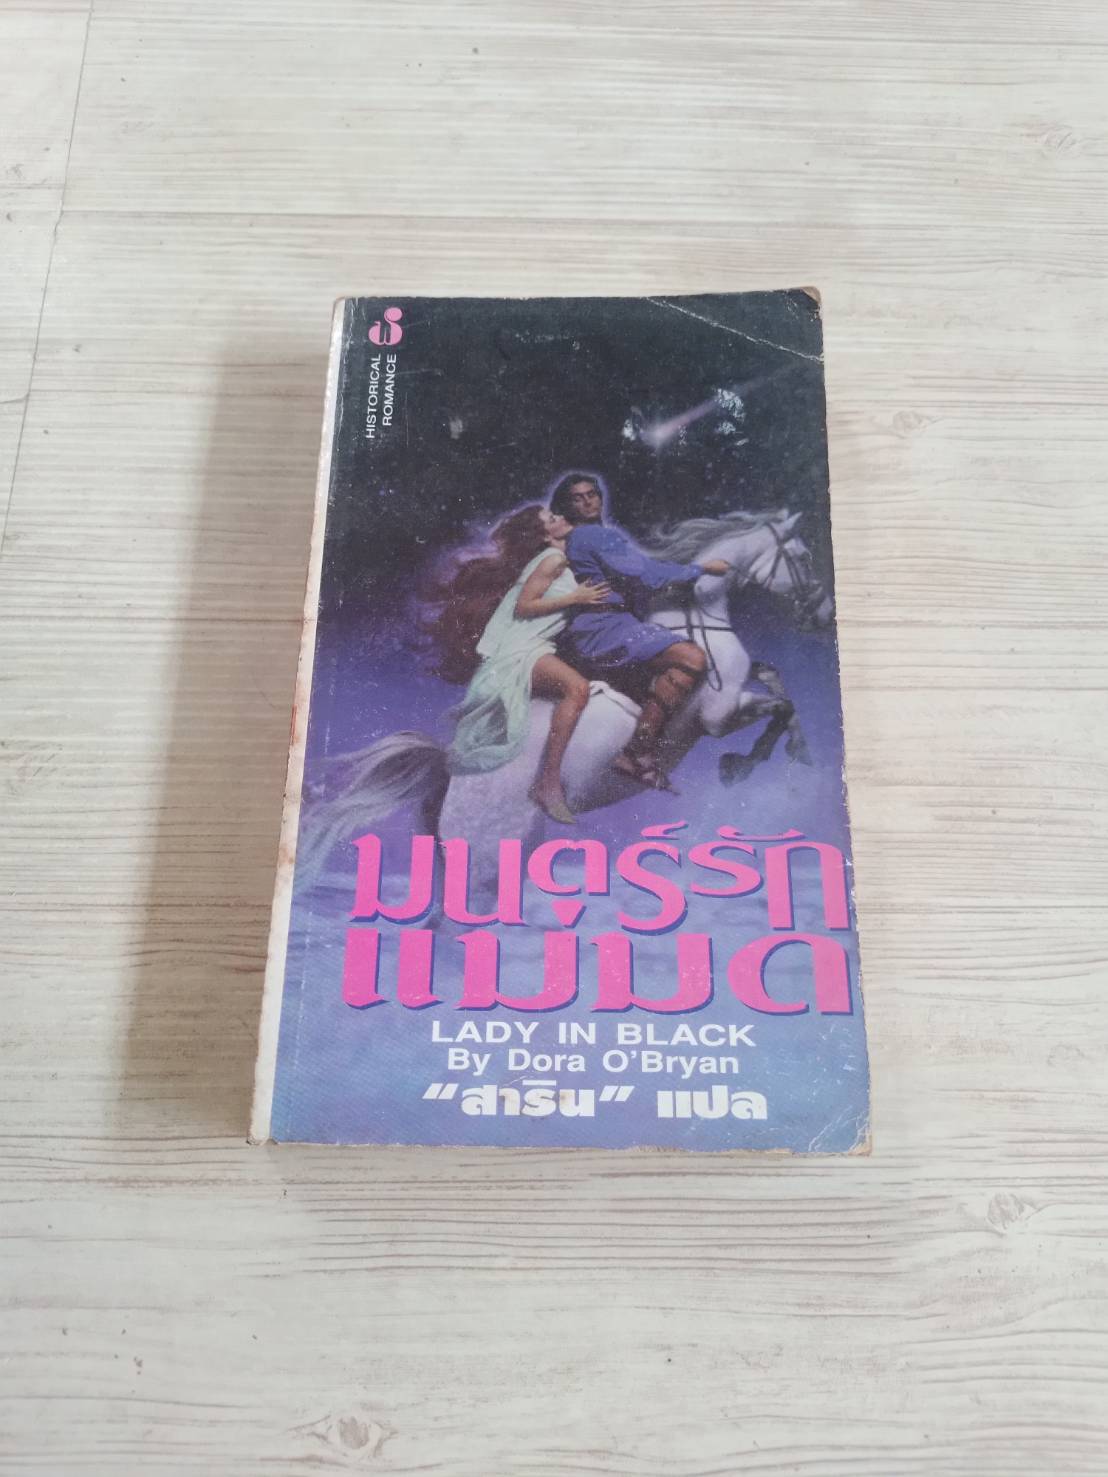 HISTORICAL
ROMANCE
มนตร์รัก
แม่มด
LADY IN BLACK
By Dora O'Bryan
“สาริน” แปล